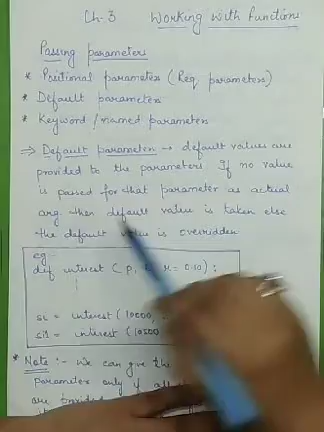 Ch-3 Working with functions
Passing parameters
* Positional parameters (Req. parameters)
* Default parameters
* Keyword / named parameters
⇒ Default parameters → default values are
provided to the parameters If no value
is passed for that parameter as actual
arg then default value is taken else
the default value is overridden
eg -
def interest ( p, r = 0.10) :
si = interest (10000,
si1 = interest (10500
* Note :- We can give the
parameter only if
are